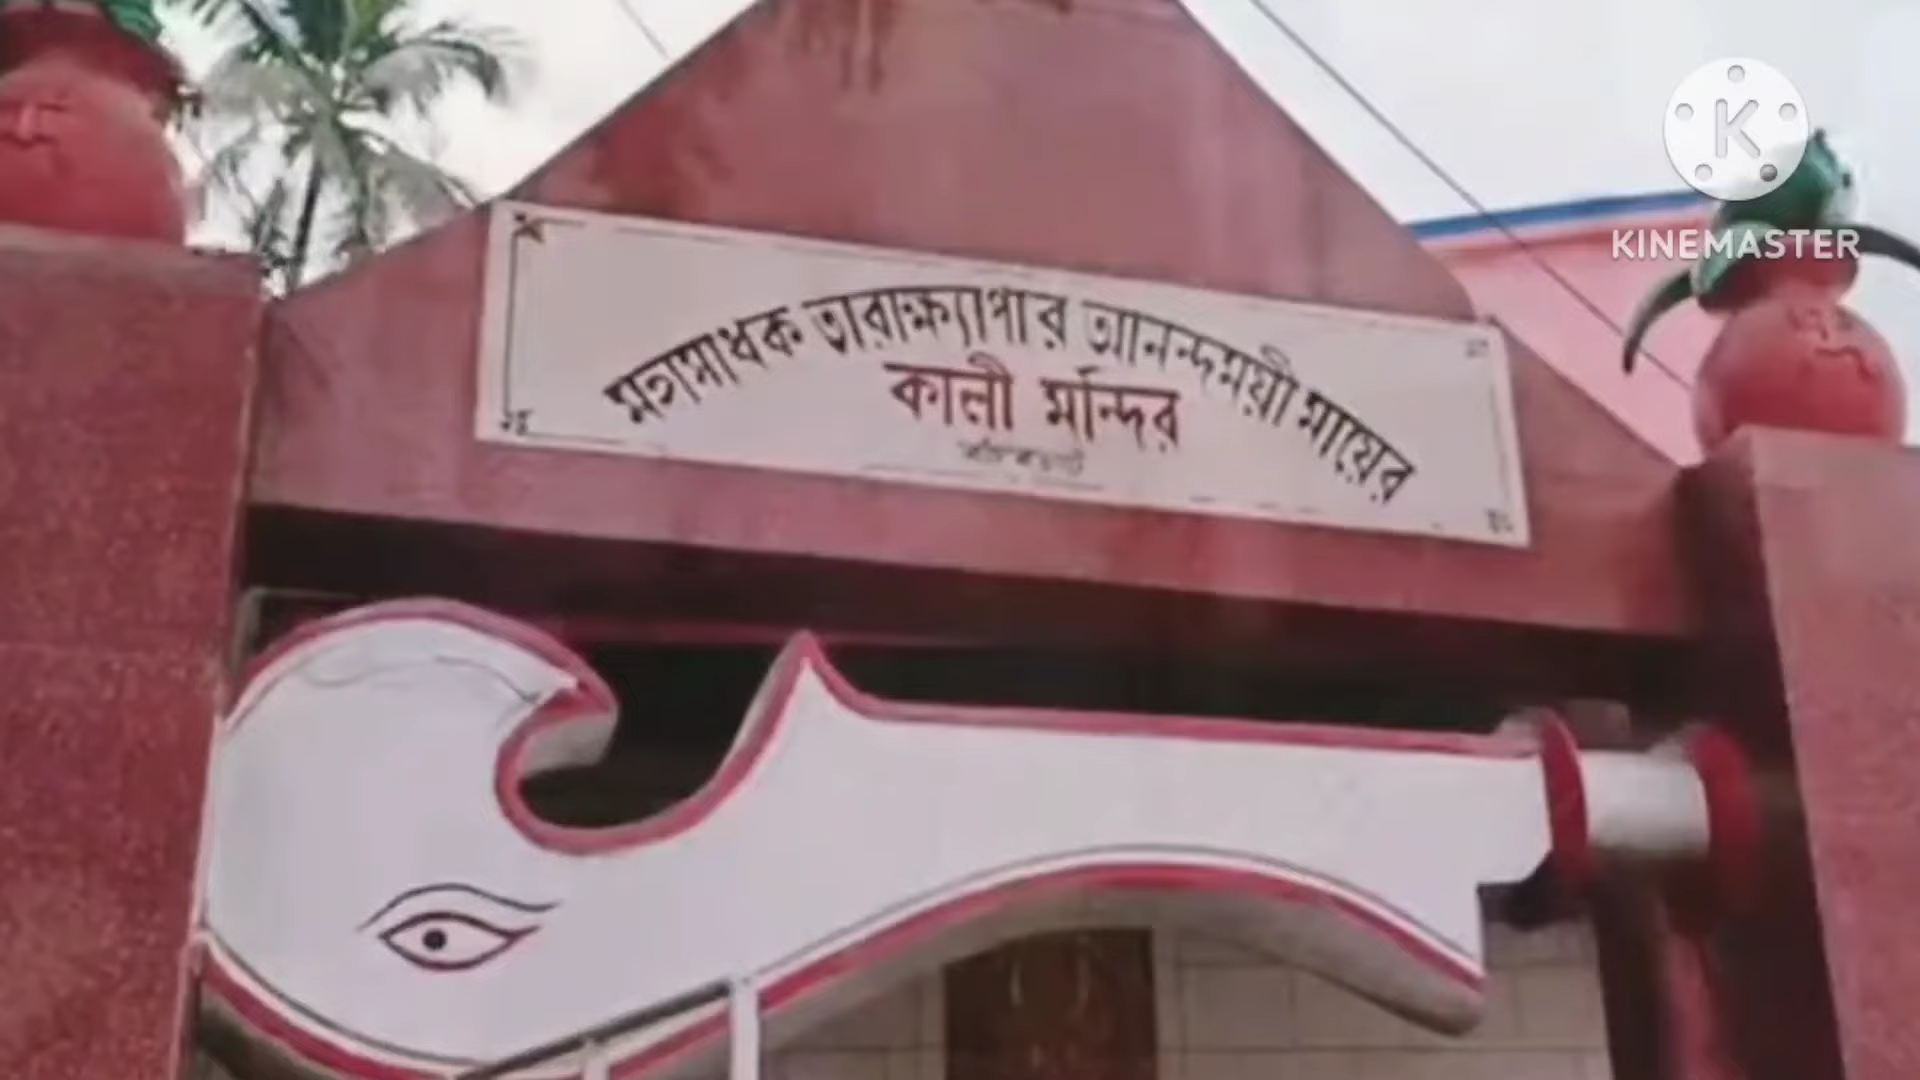 মহাসাধক তারাক্ষ্যাপার আনন্দময়ী মায়ের
কালী মন্দির
KINEMASTER